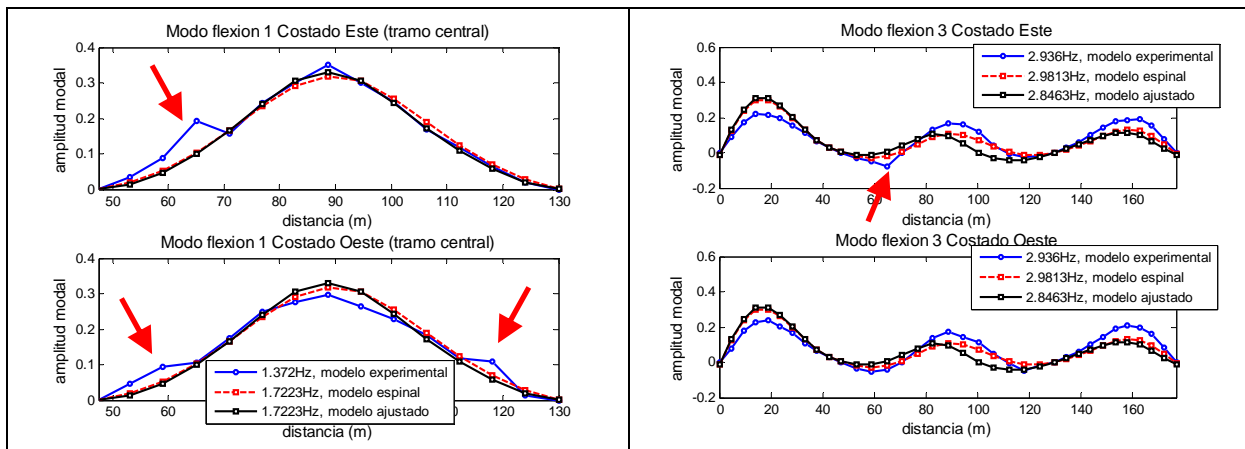 Modo flexion 1 Costado Este (tramo central)
amplitud modal
0.4
0.3
0.2
0.1
0
50 60 70 80 90 100 110 120 130
distancia (m)
Modo flexion 1 Costado Oeste (tramo central)
amplitud modal
0.4
0.3
0.2
0.1
0
1.372Hz, modelo experimental
1.7223Hz, modelo espinal
1.7223Hz, modelo ajustado
50 60 70 80 90 100 110 120 130
distancia (m)
Modo flexion 3 Costado Este
amplitud modal
0.6
0.4
0.2
0
-0.2
2.936Hz, modelo experimental
2.9813Hz, modelo espinal
2.8463Hz, modelo ajustado
0 20 40 60 80 100 120 140 160
distancia (m)
Modo flexion 3 Costado Oeste
amplitud modal
0.6
0.4
0.2
0
-0.2
2.936Hz, modelo experimental
2.9813Hz, modelo espinal
2.8463Hz, modelo ajustado
0 20 40 60 80 100 120 140 160
distancia (m)